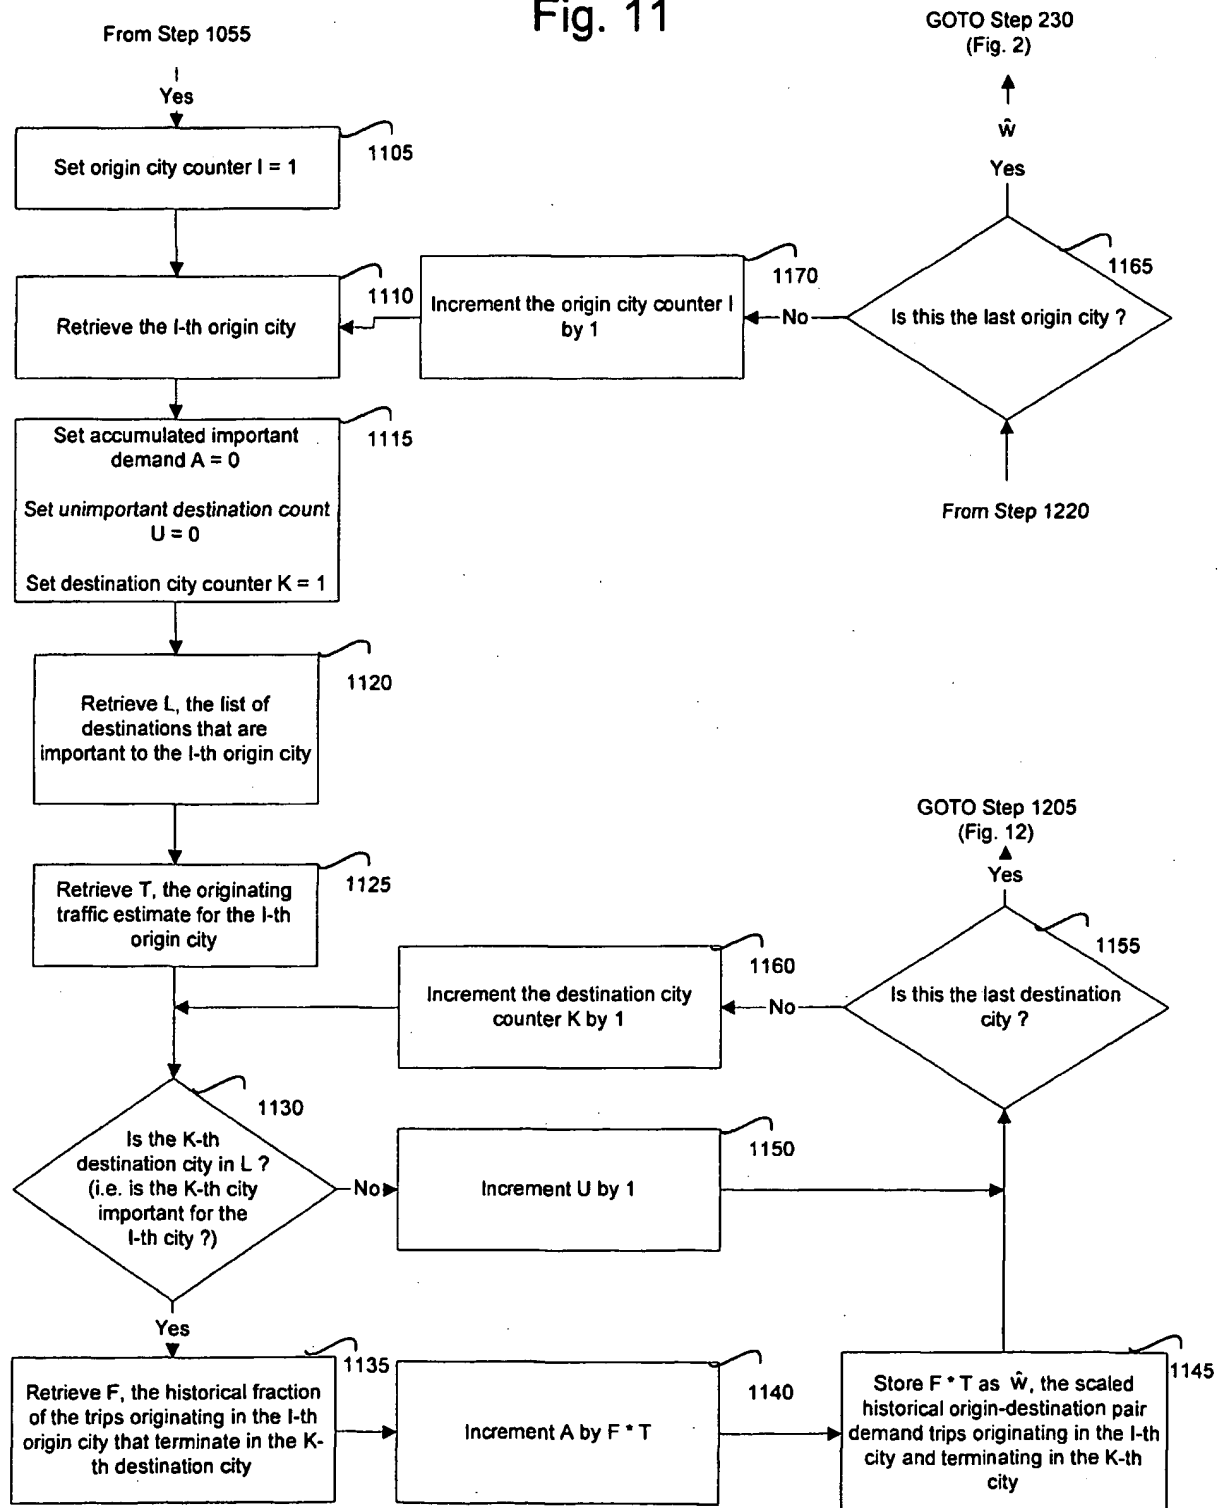 Fig. 11
From Step 1055
Yes
Set origin city counter I = 1
1105
Retrieve the I-th origin city
1110
Increment the origin city counter I
by 1
1170
No
Is this the last origin city ?
1165
Yes
ŵ
GOTO Step 230
(Fig. 2)
From Step 1220
Set accumulated important
demand A = 0
Set unimportant destination count
U = 0
Set destination city counter K = 1
1115
Retrieve L, the list of
destinations that are
important to the I-th origin city
1120
Retrieve T, the originating
traffic estimate for the I-th
origin city
1125
GOTO Step 1205
(Fig. 12)
Yes
Is this the last destination
city ?
1155
No
Increment the destination city
counter K by 1
1160
Is the K-th
destination city in L ?
(i.e. is the K-th city
important for the
I-th city ?)
1130
No
Increment U by 1
1150
Yes
Retrieve F, the historical fraction
of the trips originating in the I-th
origin city that terminate in the K-
th destination city
1135
Increment A by F * T
1140
Store F * T as ŵ, the scaled
historical origin-destination pair
demand trips originating in the I-th
city and terminating in the K-th
city
1145